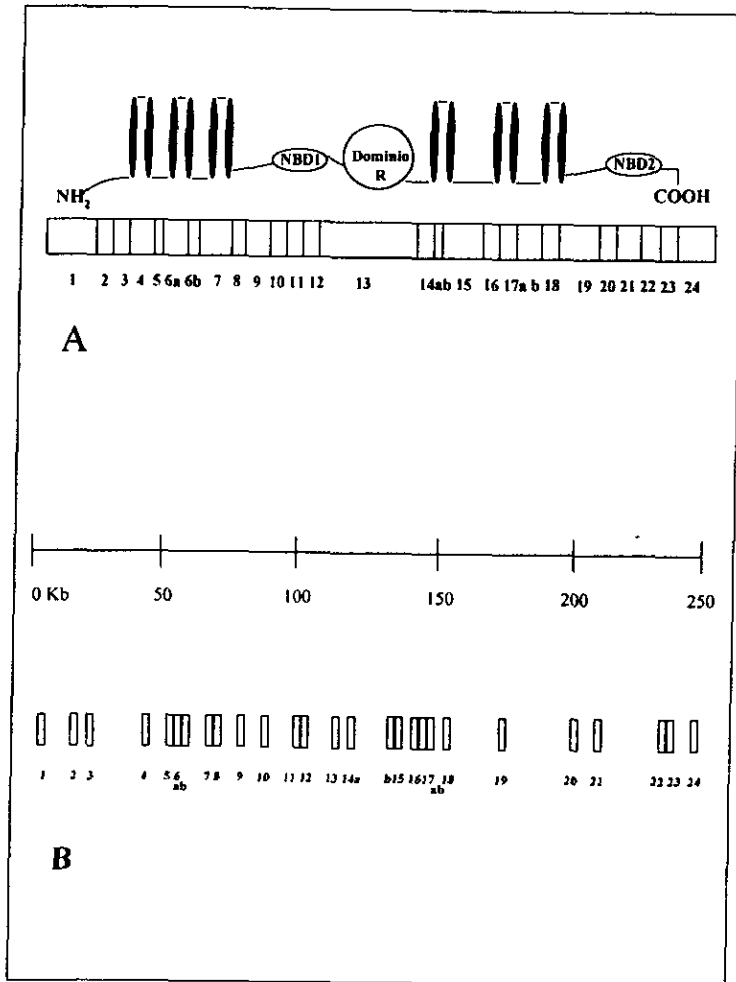 NBD1
Dominio
R
NBD2
NH2
COOH
1 2 3 4 5 6a 6b 7 8 9 10 11 12 13 14ab 15 16 17a b 18 19 20 21 22 23 24
A
0 Kb 50 100 150 200 250
1 2 3 4 5 6 7 8 9 10 11 12 13 14a b 15 16 17 18 19 20 21 22 23 24
ab ab
B